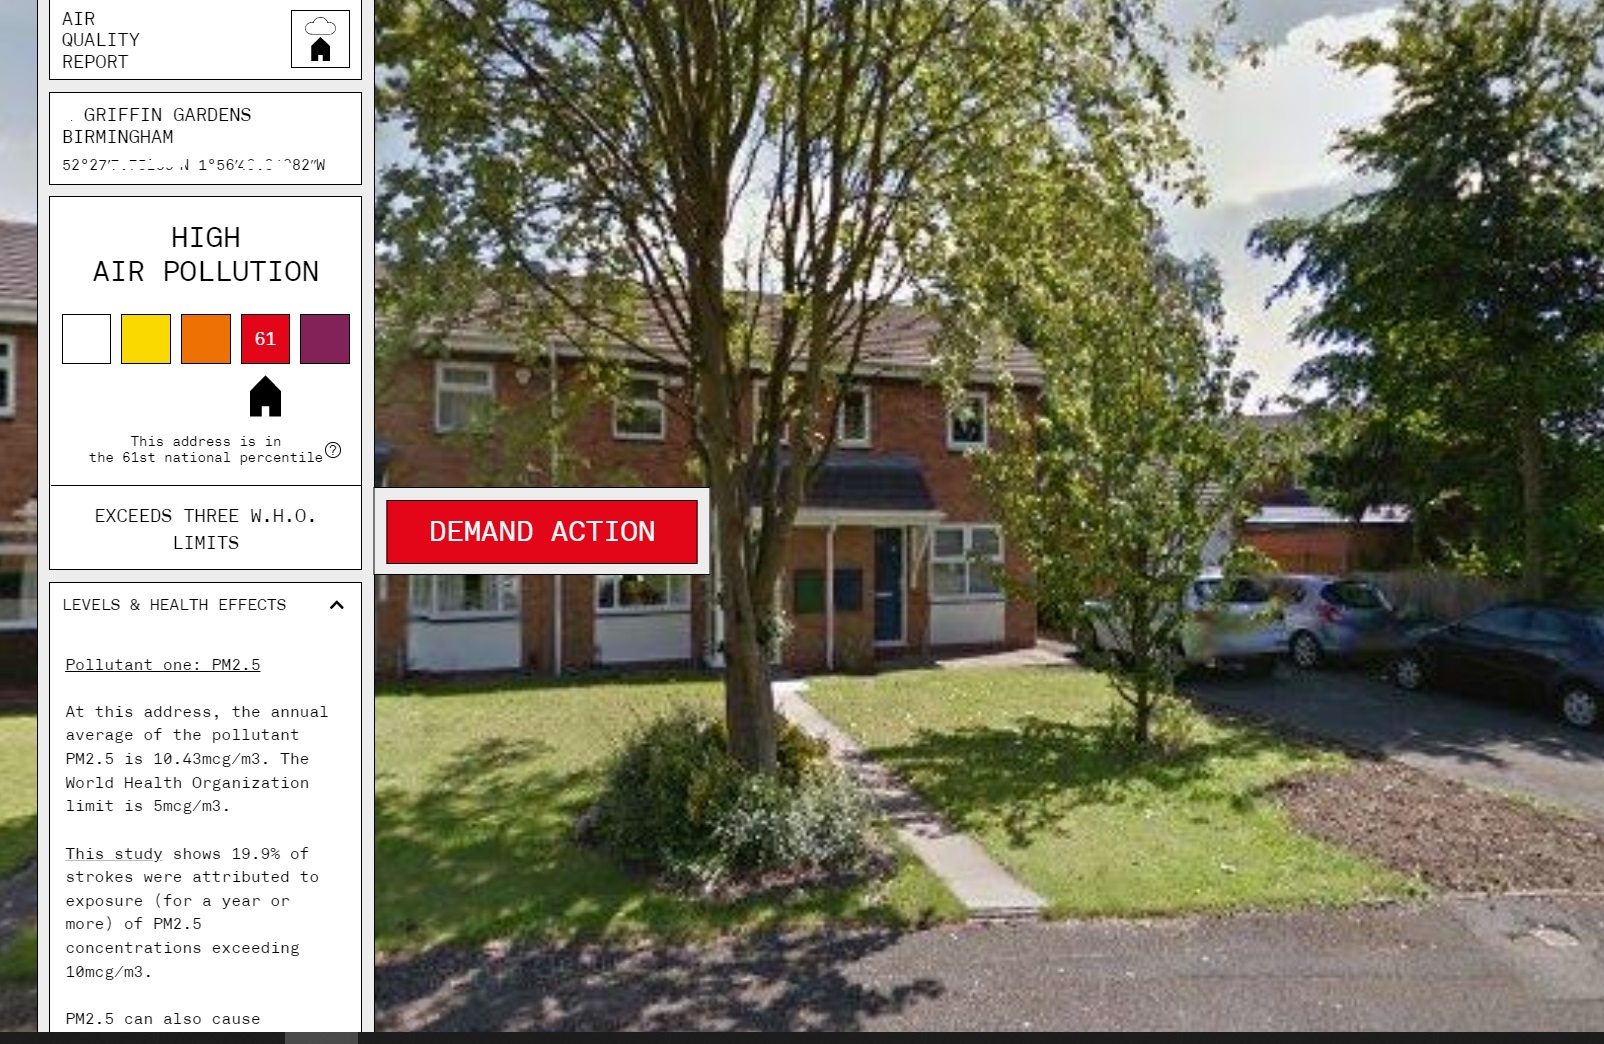 AIR
QUALITY
REPORT
GRIFFIN GARDENS
BIRMINGHAM
HIGH
AIR POLLUTION
61
This address is in
the 61st national percentile ?
EXCEEDS THREE W.H.O.
LIMITS
DEMAND ACTION
LEVELS & HEALTH EFFECTS
Pollutant one: PM2.5
At this address, the annual
average of the pollutant
PM2.5 is 10.43mcg/m3. The
World Health Organization
limit is 5mcg/m3.
This study shows 19.9% of
strokes were attributed to
exposure (for a year or
more) of PM2.5
concentrations exceeding
10mcg/m3.
PM2.5 can also cause